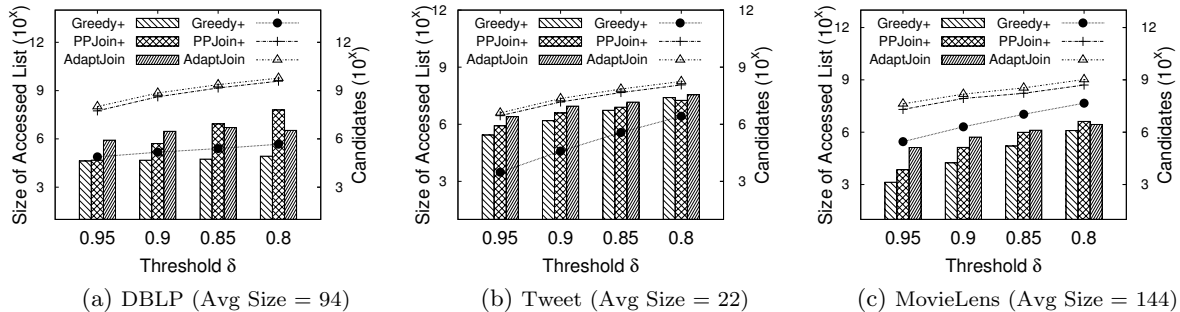 Greedy+ Greedy+
PPJoin+ PPJoin+
AdaptJoin AdaptJoin
12 12
9 9
6 6
3 3
0.95 0.9 0.85 0.8
Size of Accessed List (10^x)
Candidates (10^x)
Threshold δ
(a) DBLP (Avg Size = 94)
Greedy+ Greedy+
PPJoin+ PPJoin+
AdaptJoin AdaptJoin
12 12
9 9
6 6
3 3
0.95 0.9 0.85 0.8
Size of Accessed List (10^x)
Candidates (10^x)
Threshold δ
(b) Tweet (Avg Size = 22)
Greedy+ Greedy+
PPJoin+ PPJoin+
AdaptJoin AdaptJoin
12 12
9 9
6 6
3 3
0.95 0.9 0.85 0.8
Size of Accessed List (10^x)
Candidates (10^x)
Threshold δ
(c) MovieLens (Avg Size = 144)